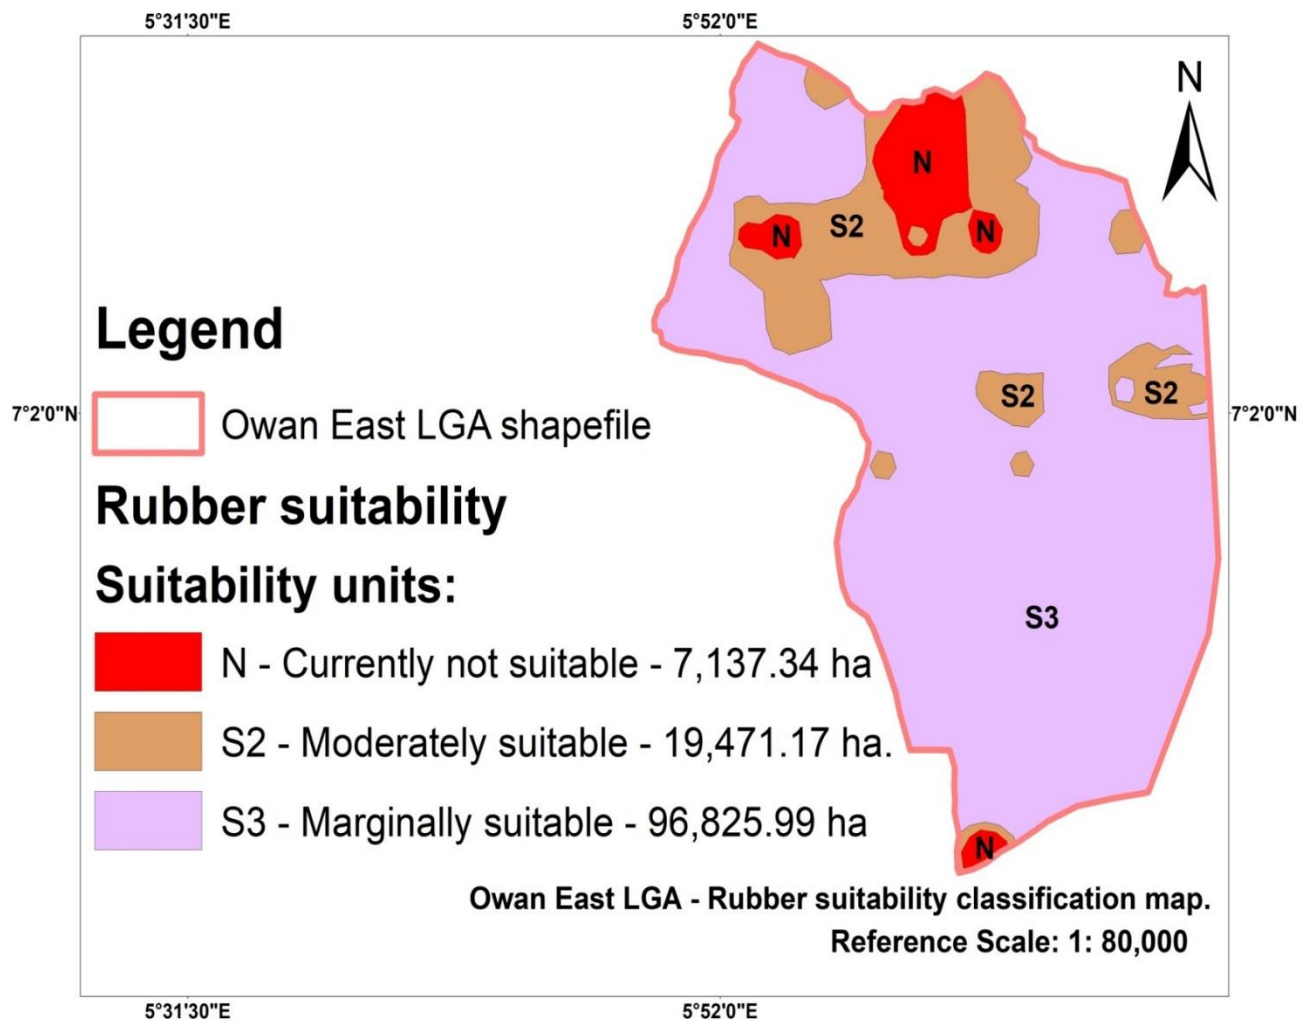 5°31'30"E
5°52'0"E
N
N
S2
N
N
Legend
S2
S2
7°2'0"N
7°2'0"N
Owan East LGA shapefile
Rubber suitability
Suitability units:
S3
N - Currently not suitable - 7,137.34 ha
S2 - Moderately suitable - 19,471.17 ha.
S3 - Marginally suitable - 96,825.99 ha
N
Owan East LGA - Rubber suitability classification map.
Reference Scale: 1: 80,000
5°31'30"E
5°52'0"E